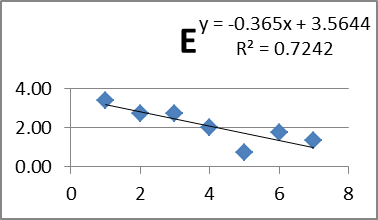 E
y = -0.365x + 3.5644
R² = 0.7242
4.00
2.00
0.00
0 2 4 6 8